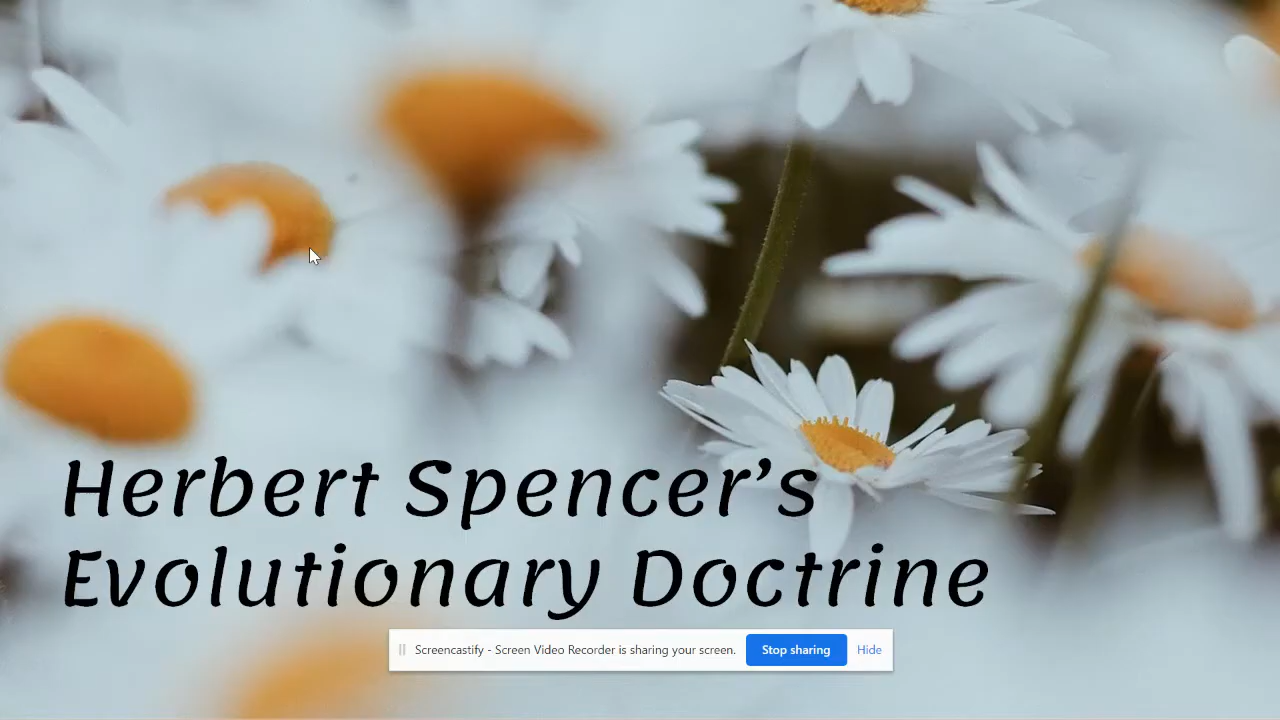 Herbert Spencer’s
Evolutionary Doctrine
Screencastify - Screen Video Recorder is sharing your screen. Stop sharing Hide